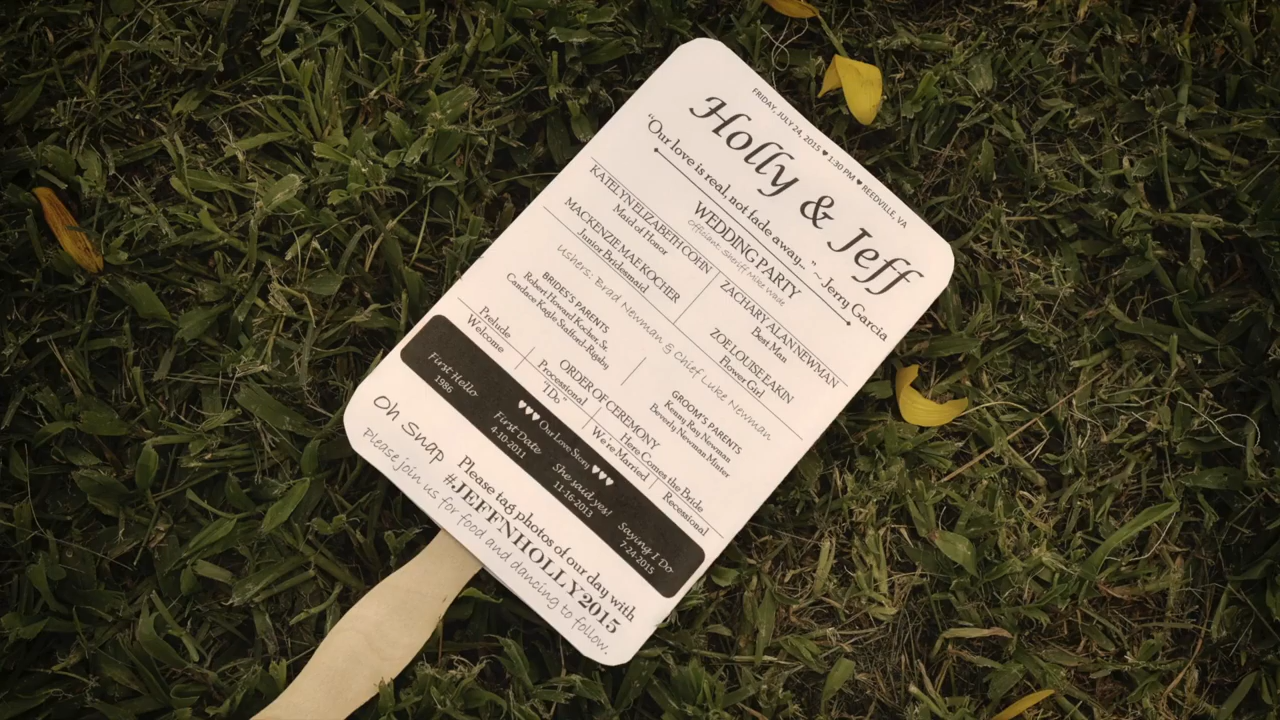 FRIDAY, JULY 24, 2015 ♥ 1:30 PM ♥ REEDVILLE, VA
Holly & Jeff
"Our love is real, not fade away..." ~ Jerry Garcia
WEDDING PARTY
Officiant: Sheriff Mike Wade
KATELYN ELIZABETH COHN
Maid of Honor
ZACHARY ALAN NEWMAN
Best Man
MACKENZIE MAE KOCHER
Junior Bridesmaid
ZOE LOUISE EAKIN
Flower Girl
Ushers: Brad Newman & Chief Luke Newman
BRIDES'S PARENTS
Robert Howard Kocher, Sr.
Candace Kagle Stafford-Rigsby
GROOM'S PARENTS
Kenny Ray Newman
Beverly Newman Minter
ORDER OF CEREMONY
Prelude
Processional
Here Comes the Bride
Welcome
"I Do"
We're Married
Recessional
♥♥♥ Our Love Story ♥♥♥
First Hello
1986
First Date
4-10-2011
She said yes!
11-16-2013
Saying I Do
7-24-2015
Oh Snap Please tag photos of our day with
#JEFFNHOLLY2015
Please join us for food and dancing to follow.